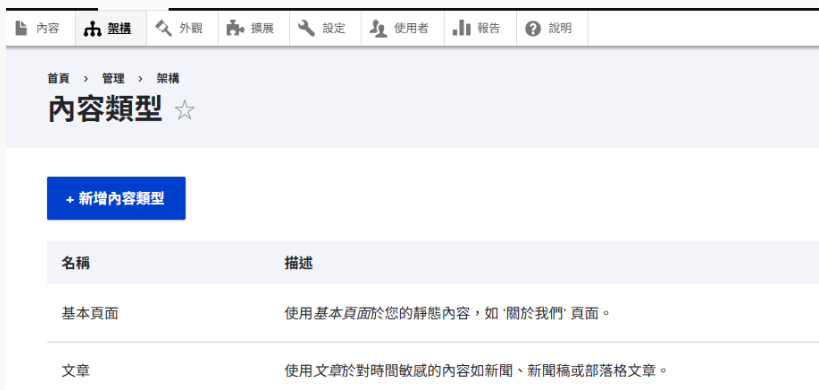 內容 架構 外觀 擴展 設定 使用者 報告 說明
首頁 › 管理 › 架構
內容類型
+ 新增內容類型
名稱 描述
基本頁面 使用基本頁面於您的靜態內容，如 '關於我們' 頁面。
文章 使用文章於對時間敏感的內容如新聞、新聞稿或部落格文章。